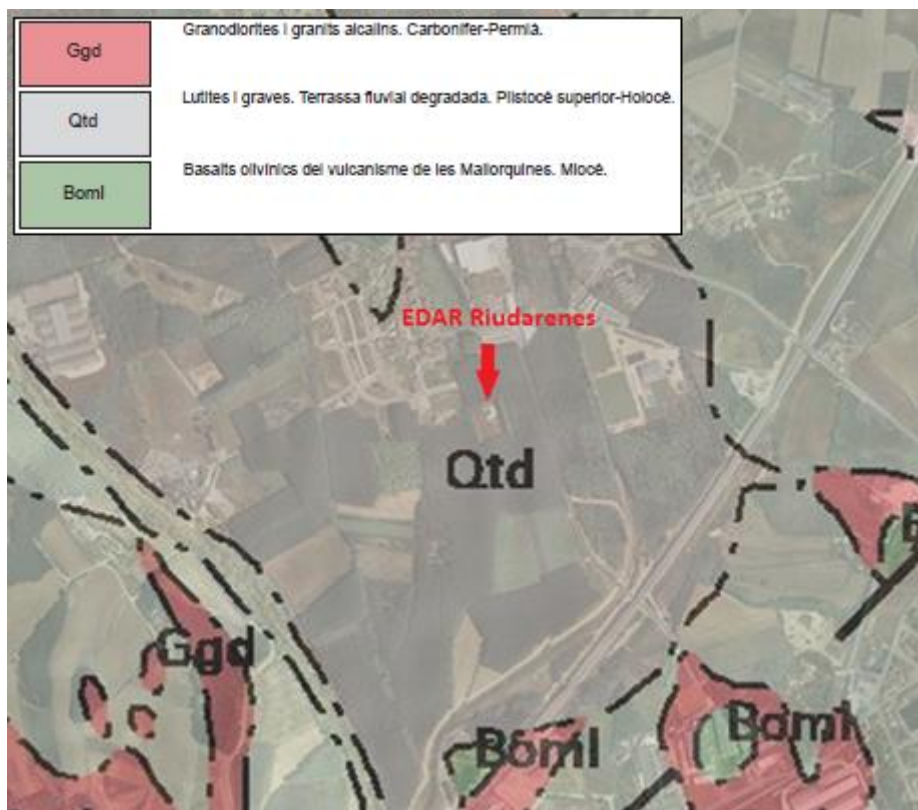 Ggd
Granodiorites i granits alcalins. Carbonífer-Permià.
Qtd
Lutites i graves. Terrassa fluvial degradada. Plistocè superior-Holocè.
Boml
Basalts olivínics del vulcanisme de les Mallorquines. Miocè.
EDAR Riudarenes
Qtd
B
Ggd
Boml
Boml